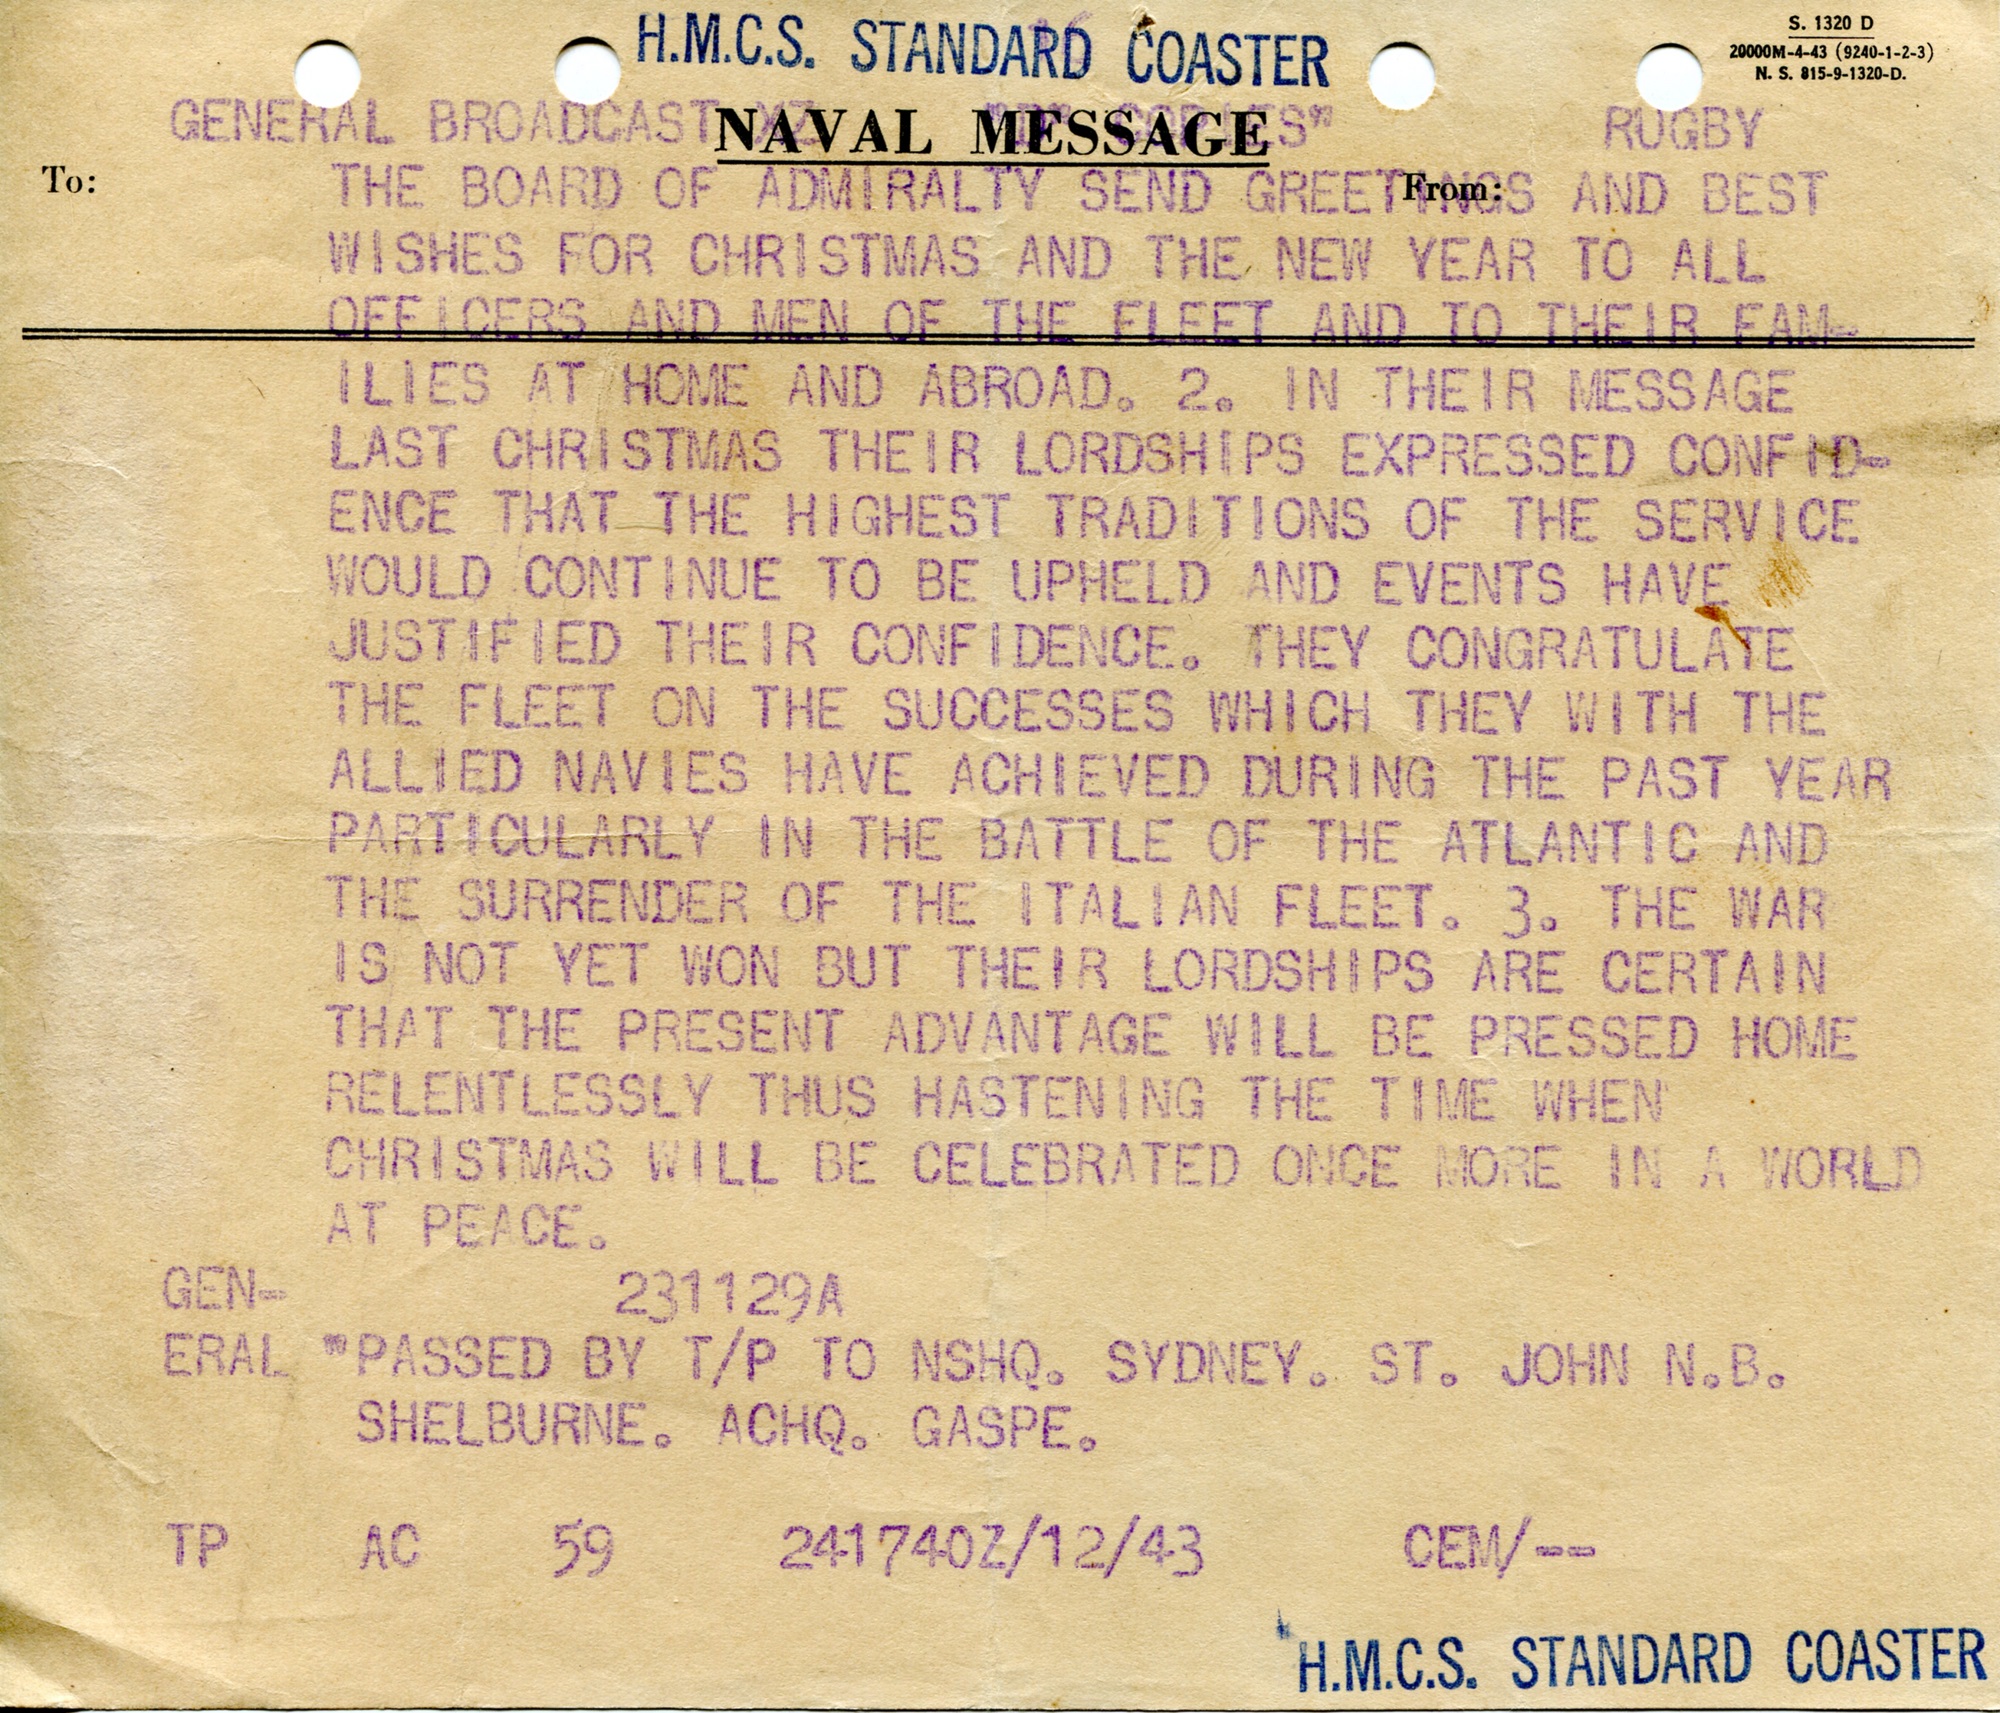 H.M.C.S. STANDARD COASTER
S. 1320 D
20000M-4-43 (9240-1-2-3)
N. S. 815-9-1320-D.
GENERAL BROADCAST XZ COPIES" RUGBY
NAVAL MESSAGE
To: From:
THE BOARD OF ADMIRALTY SEND GREETINGS AND BEST
WISHES FOR CHRISTMAS AND THE NEW YEAR TO ALL
OFFICERS AND MEN OF THE FLEET AND TO THEIR FAM-
ILIES AT HOME AND ABROAD. 2. IN THEIR MESSAGE
LAST CHRISTMAS THEIR LORDSHIPS EXPRESSED CONFID-
ENCE THAT THE HIGHEST TRADITIONS OF THE SERVICE
WOULD CONTINUE TO BE UPHELD AND EVENTS HAVE
JUSTIFIED THEIR CONFIDENCE. THEY CONGRATULATE
THE FLEET ON THE SUCCESSES WHICH THEY WITH THE
ALLIED NAVIES HAVE ACHIEVED DURING THE PAST YEAR
PARTICULARLY IN THE BATTLE OF THE ATLANTIC AND
THE SURRENDER OF THE ITALIAN FLEET. 3. THE WAR
IS NOT YET WON BUT THEIR LORDSHIPS ARE CERTAIN
THAT THE PRESENT ADVANTAGE WILL BE PRESSED HOME
RELENTLESSLY THUS HASTENING THE TIME WHEN
CHRISTMAS WILL BE CELEBRATED ONCE MORE IN A WORLD
AT PEACE.
GEN- 231129A
ERAL "PASSED BY T/P TO NSHQ. SYDNEY. ST. JOHN N.B.
SHELBURNE. ACHQ. GASPE.
TP AC 59 241740Z/12/43 CEM/--
H.M.C.S. STANDARD COASTER